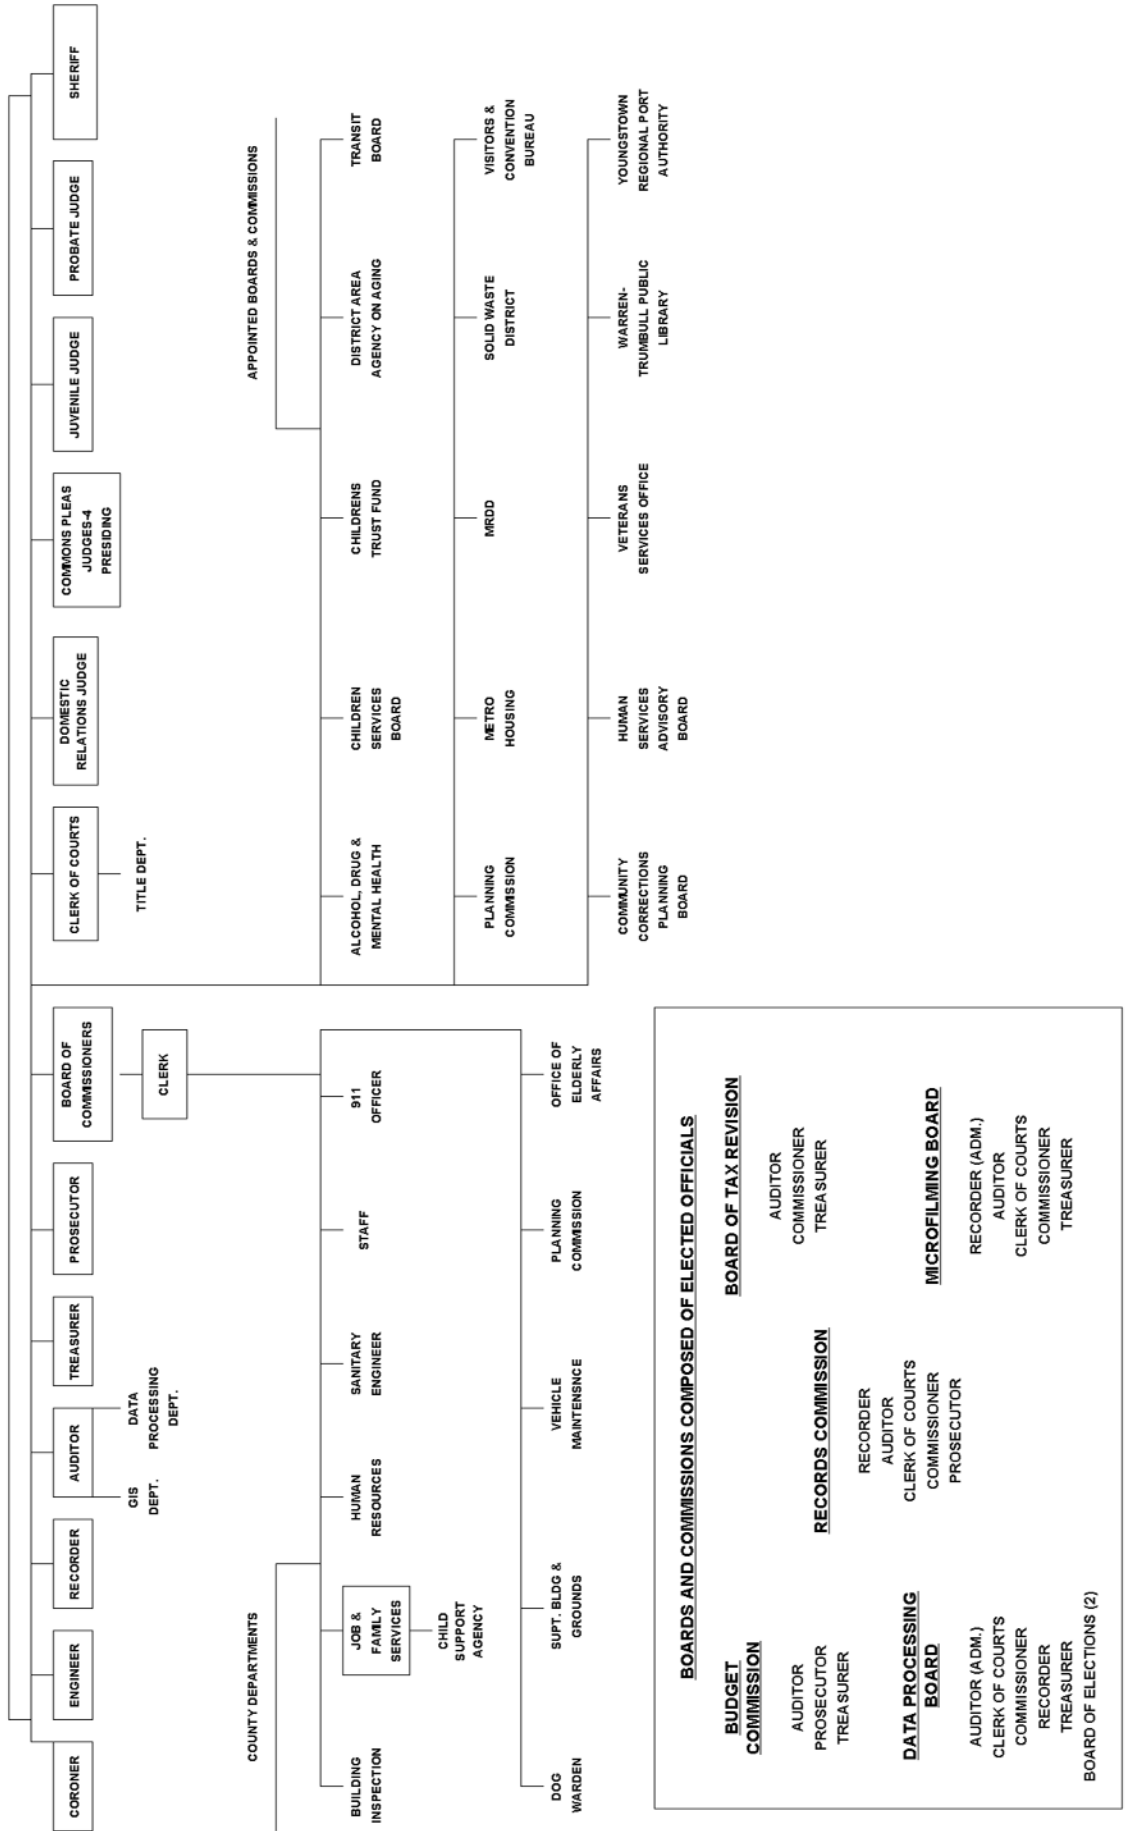 CORONER
ENGINEER
RECORDER
AUDITOR
TREASURER
PROSECUTOR
BOARD OF
COMMISSIONERS
CLERK OF COURTS
DOMESTIC
RELATIONS JUDGE
COMMONS PLEAS
JUDGES-4
PRESIDING
JUVENILE JUDGE
PROBATE JUDGE
SHERIFF
GIS
DEPT.
DATA
PROCESSING
DEPT.
CLERK
TITLE DEPT.
COUNTY DEPARTMENTS
BUILDING
INSPECTION
JOB &
FAMILY
SERVICES
CHILD
SUPPORT
AGENCY
HUMAN
RESOURCES
SANITARY
ENGINEER
STAFF
911
OFFICER
DOG
WARDEN
SUPT. BLDG &
GROUNDS
VEHICLE
MAINTENSNCE
PLANNING
COMMISSION
OFFICE OF
ELDERLY
AFFAIRS
APPOINTED BOARDS & COMMISSIONS
ALCOHOL, DRUG &
MENTAL HEALTH
CHILDREN
SERVICES
BOARD
CHILDRENS
TRUST FUND
DISTRICT AREA
AGENCY ON AGING
TRANSIT
BOARD
PLANNING
COMMISSION
METRO
HOUSING
MRDD
SOLID WASTE
DISTRICT
VISITORS &
CONVENTION
BUREAU
COMMUNITY
CORRECTIONS
PLANNING
BOARD
HUMAN
SERVICES
ADVISORY
BOARD
VETERANS
SERVICES OFFICE
WARREN-
TRUMBULL PUBLIC
LIBRARY
YOUNGSTOWN
REGIONAL PORT
AUTHORITY
BOARDS AND COMMISSIONS COMPOSED OF ELECTED OFFICIALS
BUDGET
COMMISSION
AUDITOR
PROSECUTOR
TREASURER
BOARD OF TAX REVISION
AUDITOR
COMMISSIONER
TREASURER
RECORDS COMMISSION
RECORDER
AUDITOR
CLERK OF COURTS
COMMISSIONER
PROSECUTOR
DATA PROCESSING
BOARD
AUDITOR (ADM.)
CLERK OF COURTS
COMMISSIONER
RECORDER
TREASURER
BOARD OF ELECTIONS (2)
MICROFILMING BOARD
RECORDER (ADM.)
AUDITOR
CLERK OF COURTS
COMMISSIONER
TREASURER